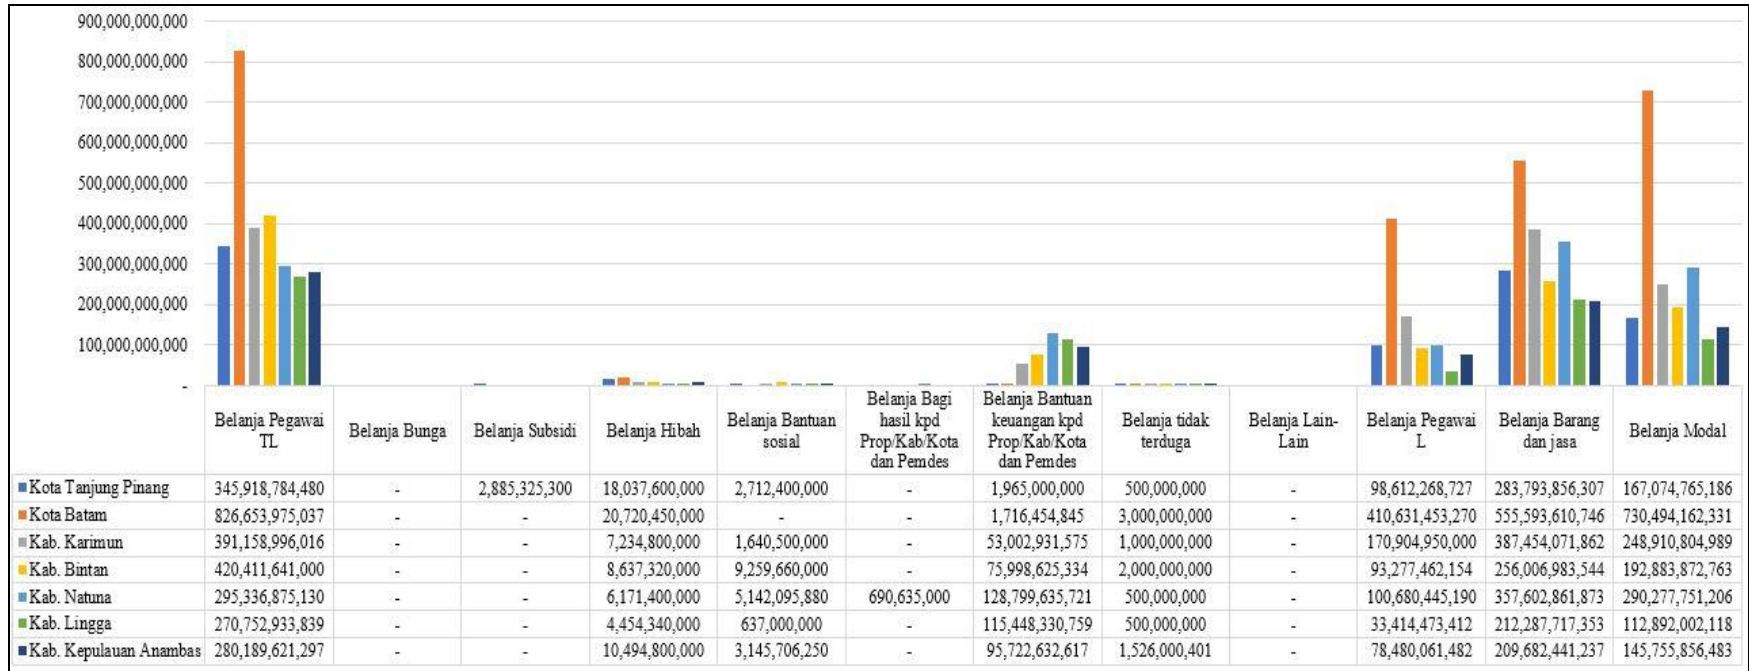 900,000,000,000
800,000,000,000
700,000,000,000
600,000,000,000
500,000,000,000
400,000,000,000
300,000,000,000
200,000,000,000
100,000,000,000
-
Belanja Pegawai TL
Belanja Bunga
Belanja Subsidi
Belanja Hibah
Belanja Bantuan sosial
Belanja Bagi hasil kpd Prop/Kab/Kota dan Pemdes
Belanja Bantuan keuangan kpd Prop/Kab/Kota dan Pemdes
Belanja tidak terduga
Belanja Lain-Lain
Belanja Pegawai L
Belanja Barang dan jasa
Belanja Modal
Kota Tanjung Pinang 345,918,784,480 - 2,885,325,300 18,037,600,000 2,712,400,000 - 1,965,000,000 500,000,000 - 98,612,268,727 283,793,856,307 167,074,765,186
Kota Batam 826,653,975,037 - - 20,720,450,000 - - 1,716,454,845 3,000,000,000 - 410,631,453,270 555,593,610,746 730,494,162,331
Kab. Karimun 391,158,996,016 - - 7,234,800,000 1,640,500,000 - 53,002,931,575 1,000,000,000 - 170,904,950,000 387,454,071,862 248,910,804,989
Kab. Bintan 420,411,641,000 - - 8,637,320,000 9,259,660,000 - 75,998,625,334 2,000,000,000 - 93,277,462,154 256,006,983,544 192,883,872,763
Kab. Natuna 295,336,875,130 - - 6,171,400,000 5,142,095,880 690,635,000 128,799,635,721 500,000,000 - 100,680,445,190 357,602,861,873 290,277,751,206
Kab. Lingga 270,752,933,839 - - 4,454,340,000 637,000,000 - 115,448,330,759 500,000,000 - 33,414,473,412 212,287,717,353 112,892,002,118
Kab. Kepulauan Anambas 280,189,621,297 - - 10,494,800,000 3,145,706,250 - 95,722,632,617 1,526,000,401 - 78,480,061,482 209,682,441,237 145,755,856,483